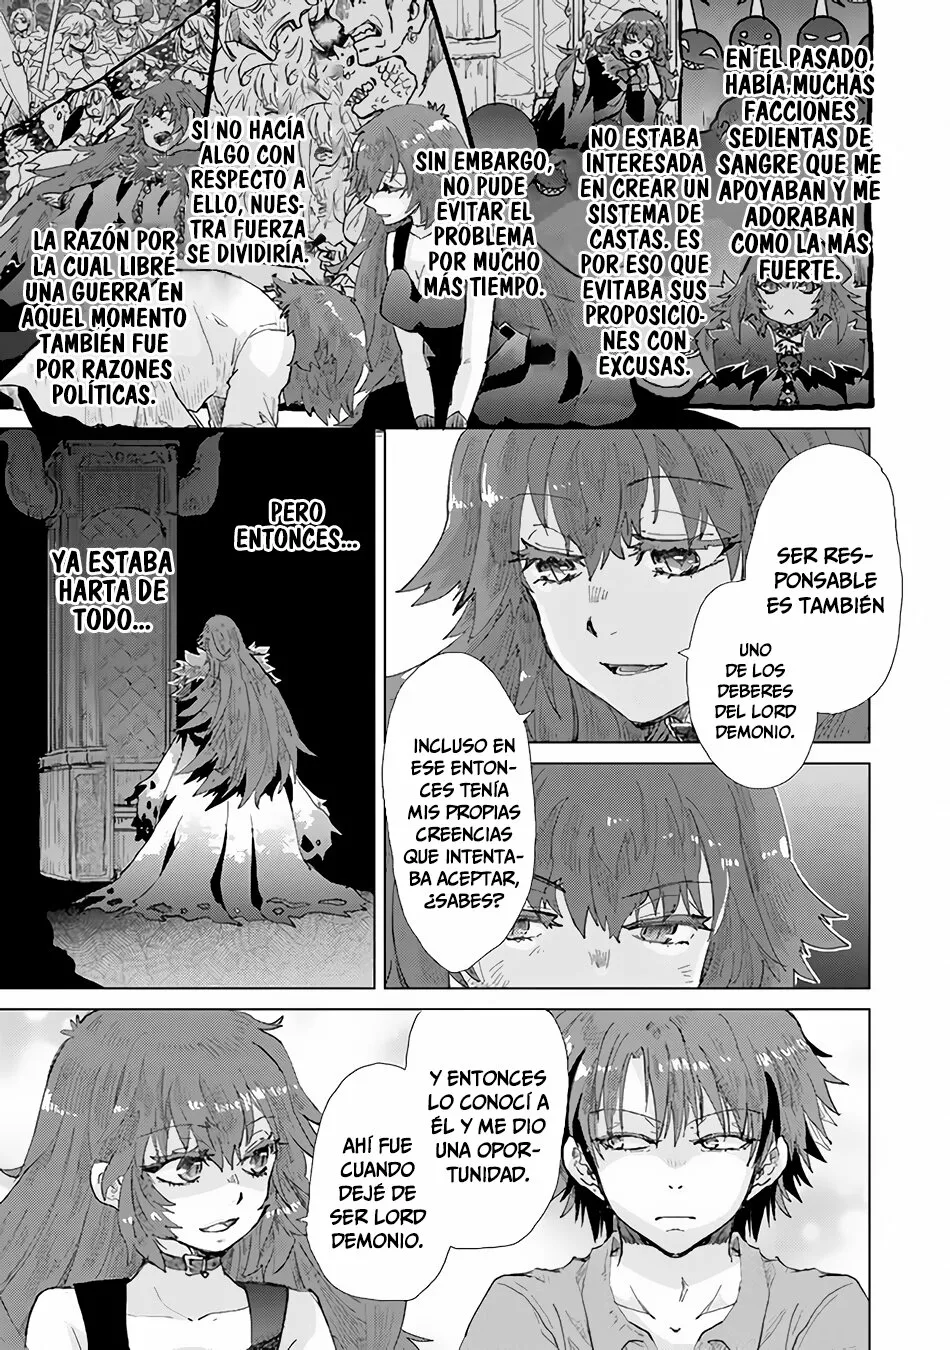 EN EL PASADO,
HABÍA MUCHAS
FACCIONES
SEDIENTAS DE
SANGRE QUE ME
APOYABAN Y ME
ADORABAN
COMO LA MÁS
FUERTE.
NO ESTABA
INTERESADA
EN CREAR UN
SISTEMA DE
CASTAS. ES
POR ESO QUE
EVITABA SUS
PROPOSICIO-
NES CON
EXCUSAS.
SIN EMBARGO,
NO PUDE
EVITAR EL
PROBLEMA
POR MUCHO
MÁS TIEMPO.
SI NO HACÍA
ALGO CON
RESPECTO A
ELLO, NUES-
TRA FUERZA
SE DIVIDIRÍA.
LA RAZÓN POR
LA CUAL LIBRÉ
UNA GUERRA EN
AQUEL MOMENTO
TAMBIÉN FUE
POR RAZONES
POLÍTICAS.
SER RES-
PONSABLE
ES TAMBIÉN
UNO
DE LOS
DEBERES
DEL LORD
DEMONIO.
INCLUSO EN
ESE ENTON-
CES TENÍA
MIS PROPIAS
CREENCIAS
QUE INTENTA-
BA ACEPTAR,
¿SABES?
PERO
ENTONCES...
YA ESTABA
HARTA DE
TODO...
Y ENTONCES
LO CONOCÍ A
ÉL Y ME DIO
UNA OPOR-
TUNIDAD.
AHÍ FUE
CUANDO
DEJÉ DE
SER LORD
DEMONIO.